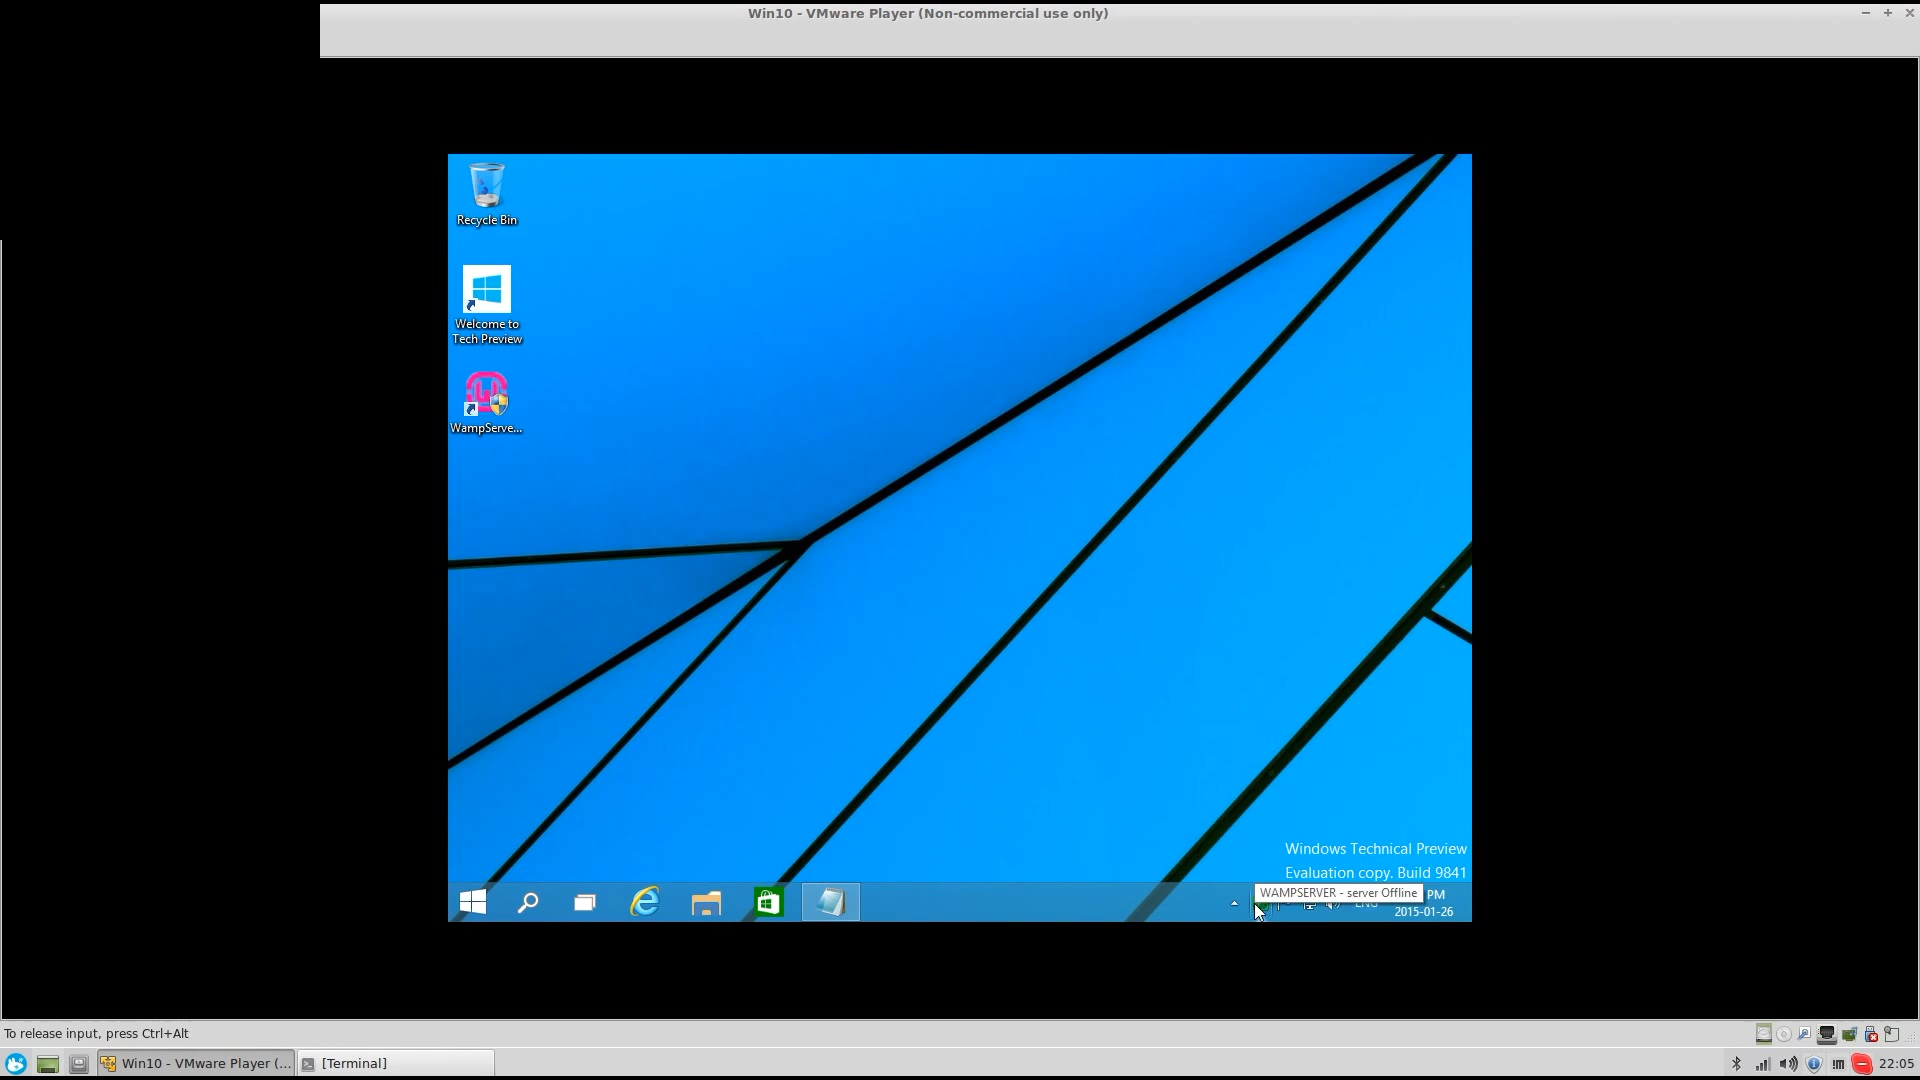 Win10 - VMware Player (Non-commercial use only)
Recycle Bin
Welcome to
Tech Preview
WampServe...
Windows Technical Preview
Evaluation copy. Build 9841
WAMPSERVER - server Offline
PM
ENG
2015-01-26
To release input, press Ctrl+Alt
Win10 - VMware Player (...
[Terminal]
22:05